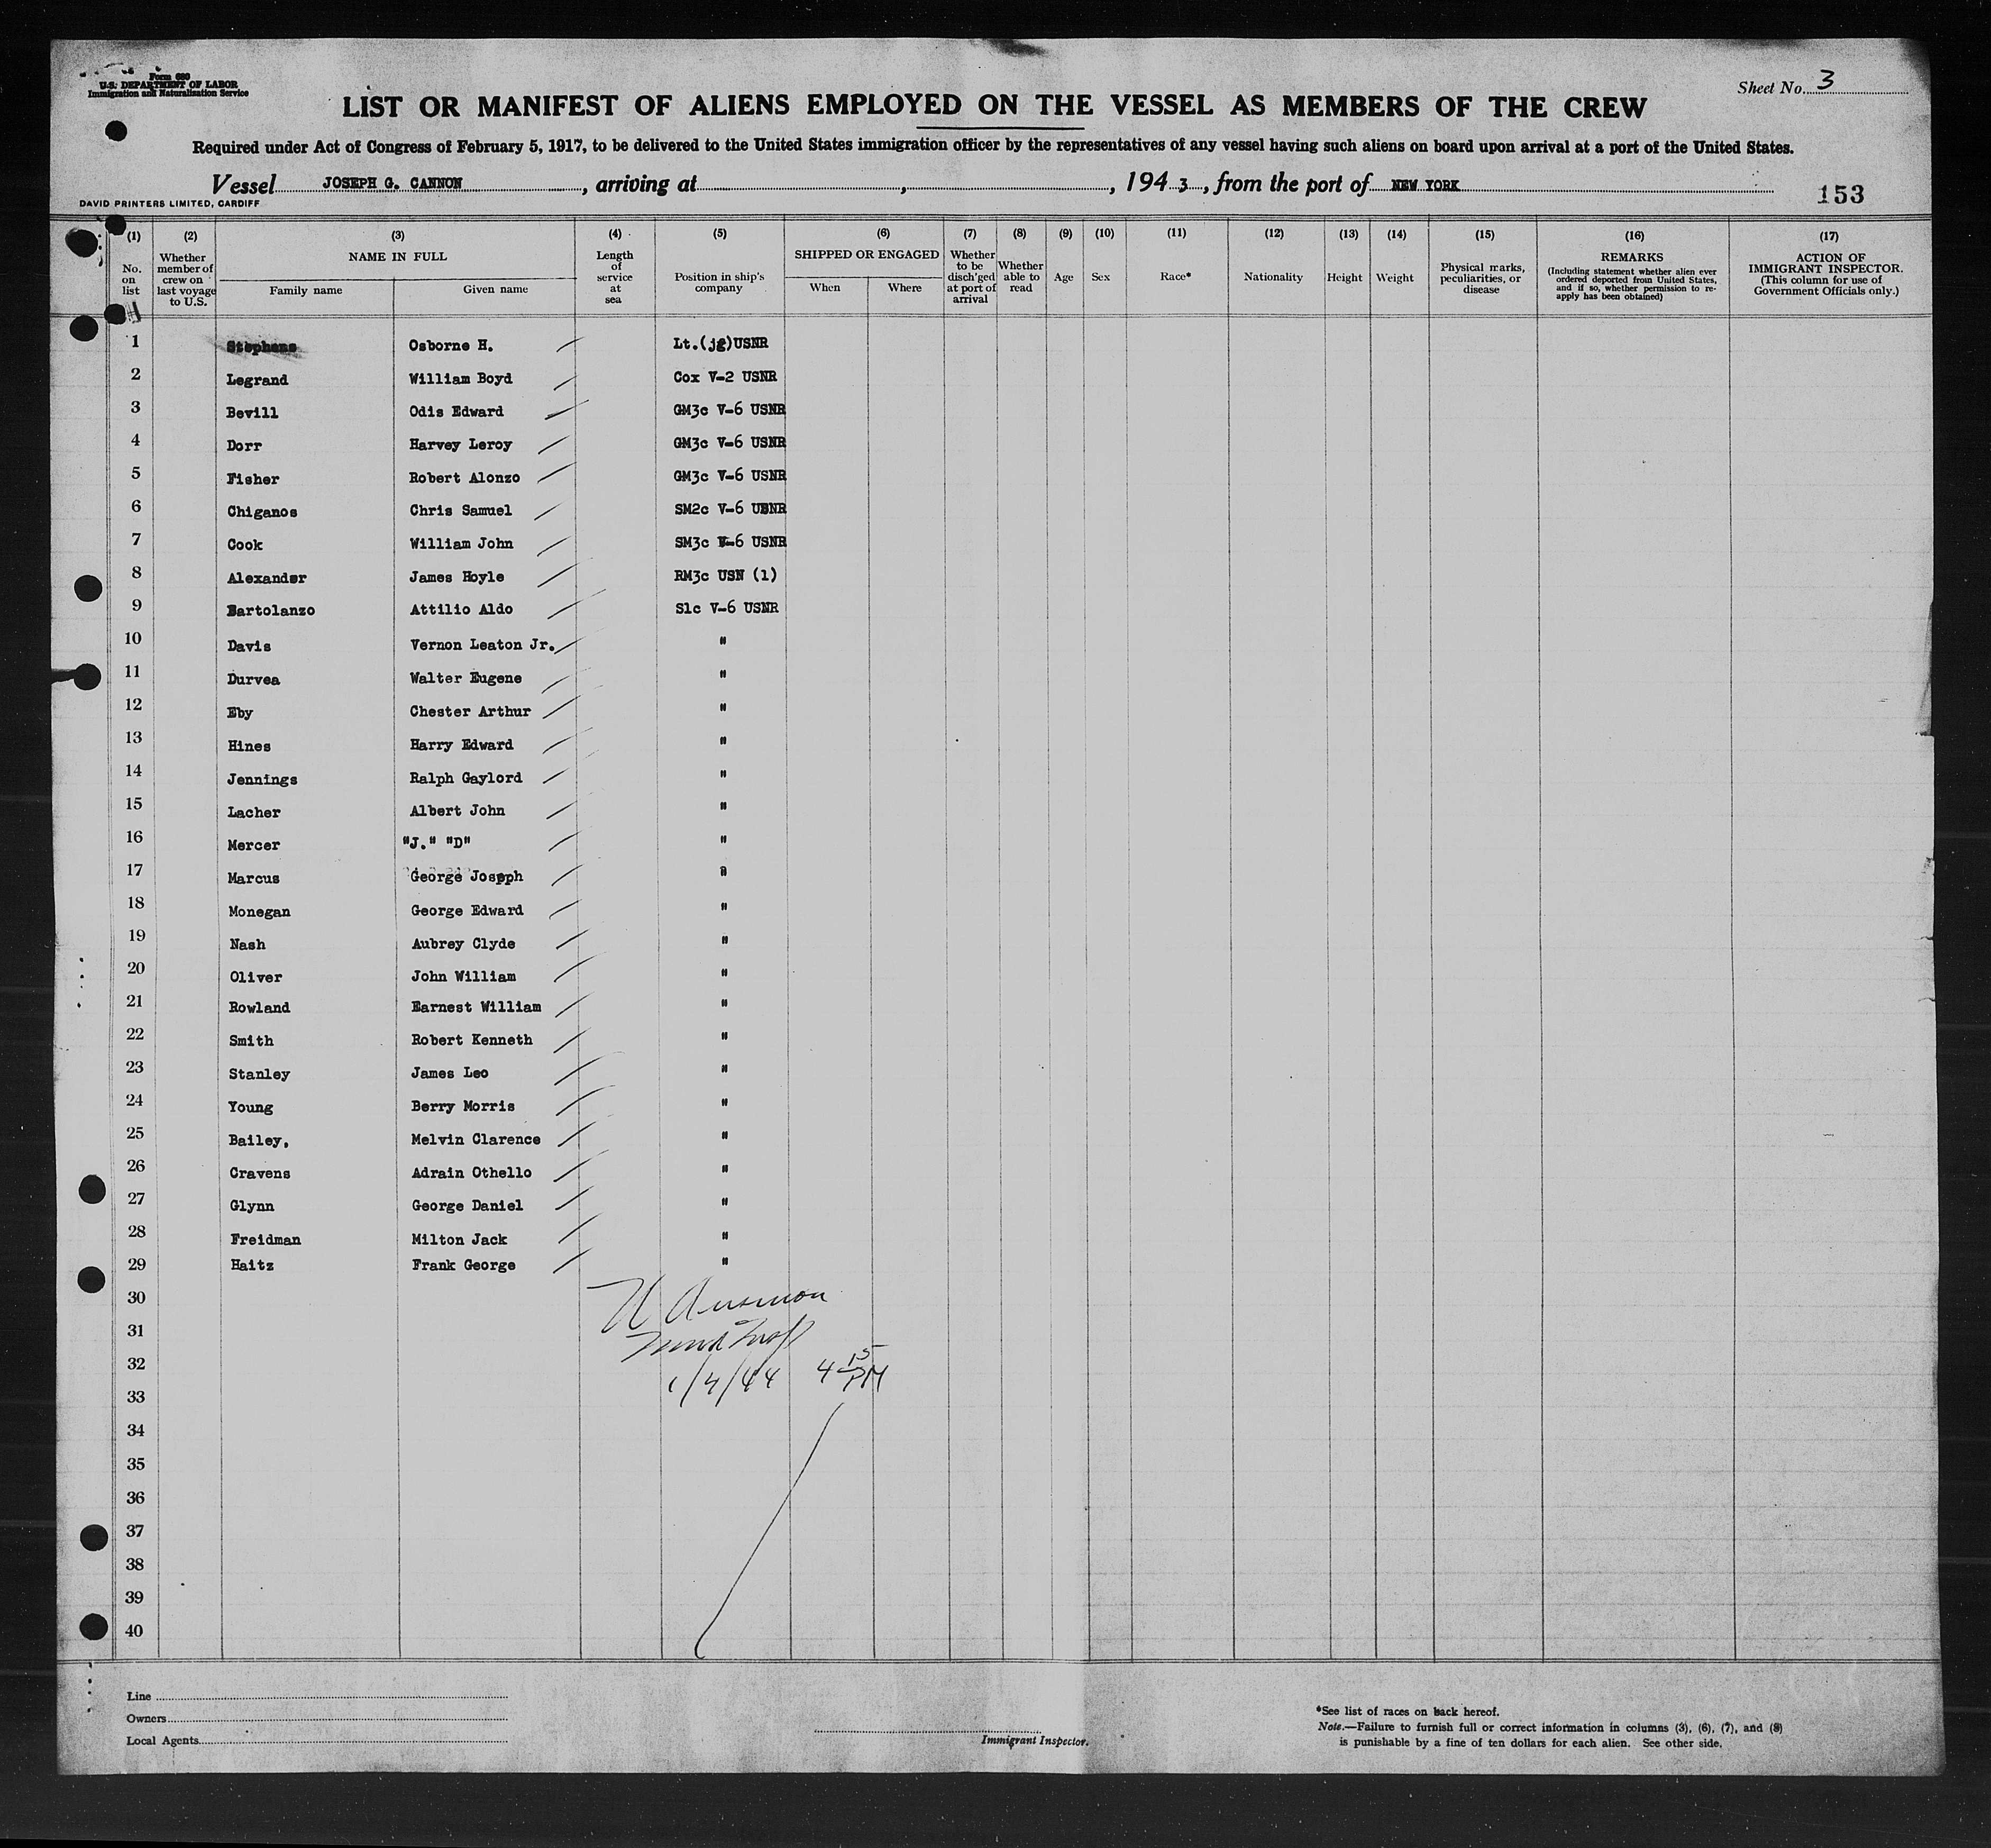 Form 680
U.S. DEPARTMENT OF LABOR
Immigration and Naturalization Service
Sheet No. 3
LIST OR MANIFEST OF ALIENS EMPLOYED ON THE VESSEL AS MEMBERS OF THE CREW
Required under Act of Congress of February 5, 1917, to be delivered to the United States immigration officer by the representatives of any vessel having such aliens on board upon arrival at a port of the United States.
Vessel JOSEPH G. CANNON, arriving at , , 194 3, from the port of NEW YORK
DAVID PRINTERS LIMITED, CARDIFF
153
(1) No. on list
(2) Whether member of crew on last voyage to U.S.
(3) NAME IN FULL
Family name Given name
(4) Length of service at sea
(5) Position in ship's company
(6) SHIPPED OR ENGAGED
When Where
(7) Whether to be disch'ged at port of arrival
(8) Whether able to read
(9) Age
(10) Sex
(11) Race*
(12) Nationality
(13) Height
(14) Weight
(15) Physical marks, peculiarities, or disease
(16) REMARKS (Including statement whether alien ever ordered deported from United States, and if so, whether permission to re-apply has been obtained)
(17) ACTION OF IMMIGRANT INSPECTOR. (This column for use of Government Officials only.)
1 Stephens Osborne H. Lt.(jg)USNR
2 Legrand William Boyd Cox V-2 USNR
3 Bevill Odis Edward GM3c V-6 USNR
4 Dorr Harvey Leroy GM3c V-6 USNR
5 Fisher Robert Alonzo GM3c V-6 USNR
6 Chiganos Chris Samuel SM2c V-6 USNR
7 Cook William John SM3c V-6 USNR
8 Alexander James Hoyle RM3c USN (1)
9 Bartolanzo Attilio Aldo S1c V-6 USNR
10 Davis Vernon Leaton Jr. "
11 Durvea Walter Eugene "
12 Eby Chester Arthur "
13 Hines Harry Edward "
14 Jennings Ralph Gaylord "
15 Lacher Albert John "
16 Mercer "J." "D" "
17 Marcus George Joseph "
18 Monegan George Edward "
19 Nash Aubrey Clyde "
20 Oliver John William "
21 Rowland Earnest William "
22 Smith Robert Kenneth "
23 Stanley James Leo "
24 Young Berry Morris "
25 Bailey, Melvin Clarence "
26 Cravens Adrain Othello "
27 Glynn George Daniel "
28 Freidman Milton Jack "
29 Haitz Frank George "
30
31
32
1/7/44 4 15 PM
33
34
35
36
37
38
39
40
Line
Owners
Local Agents
Immigrant Inspector.
*See list of races on back hereof.
Note.—Failure to furnish full or correct information in columns (3), (6), (7), and (8)
is punishable by a fine of ten dollars for each alien. See other side.